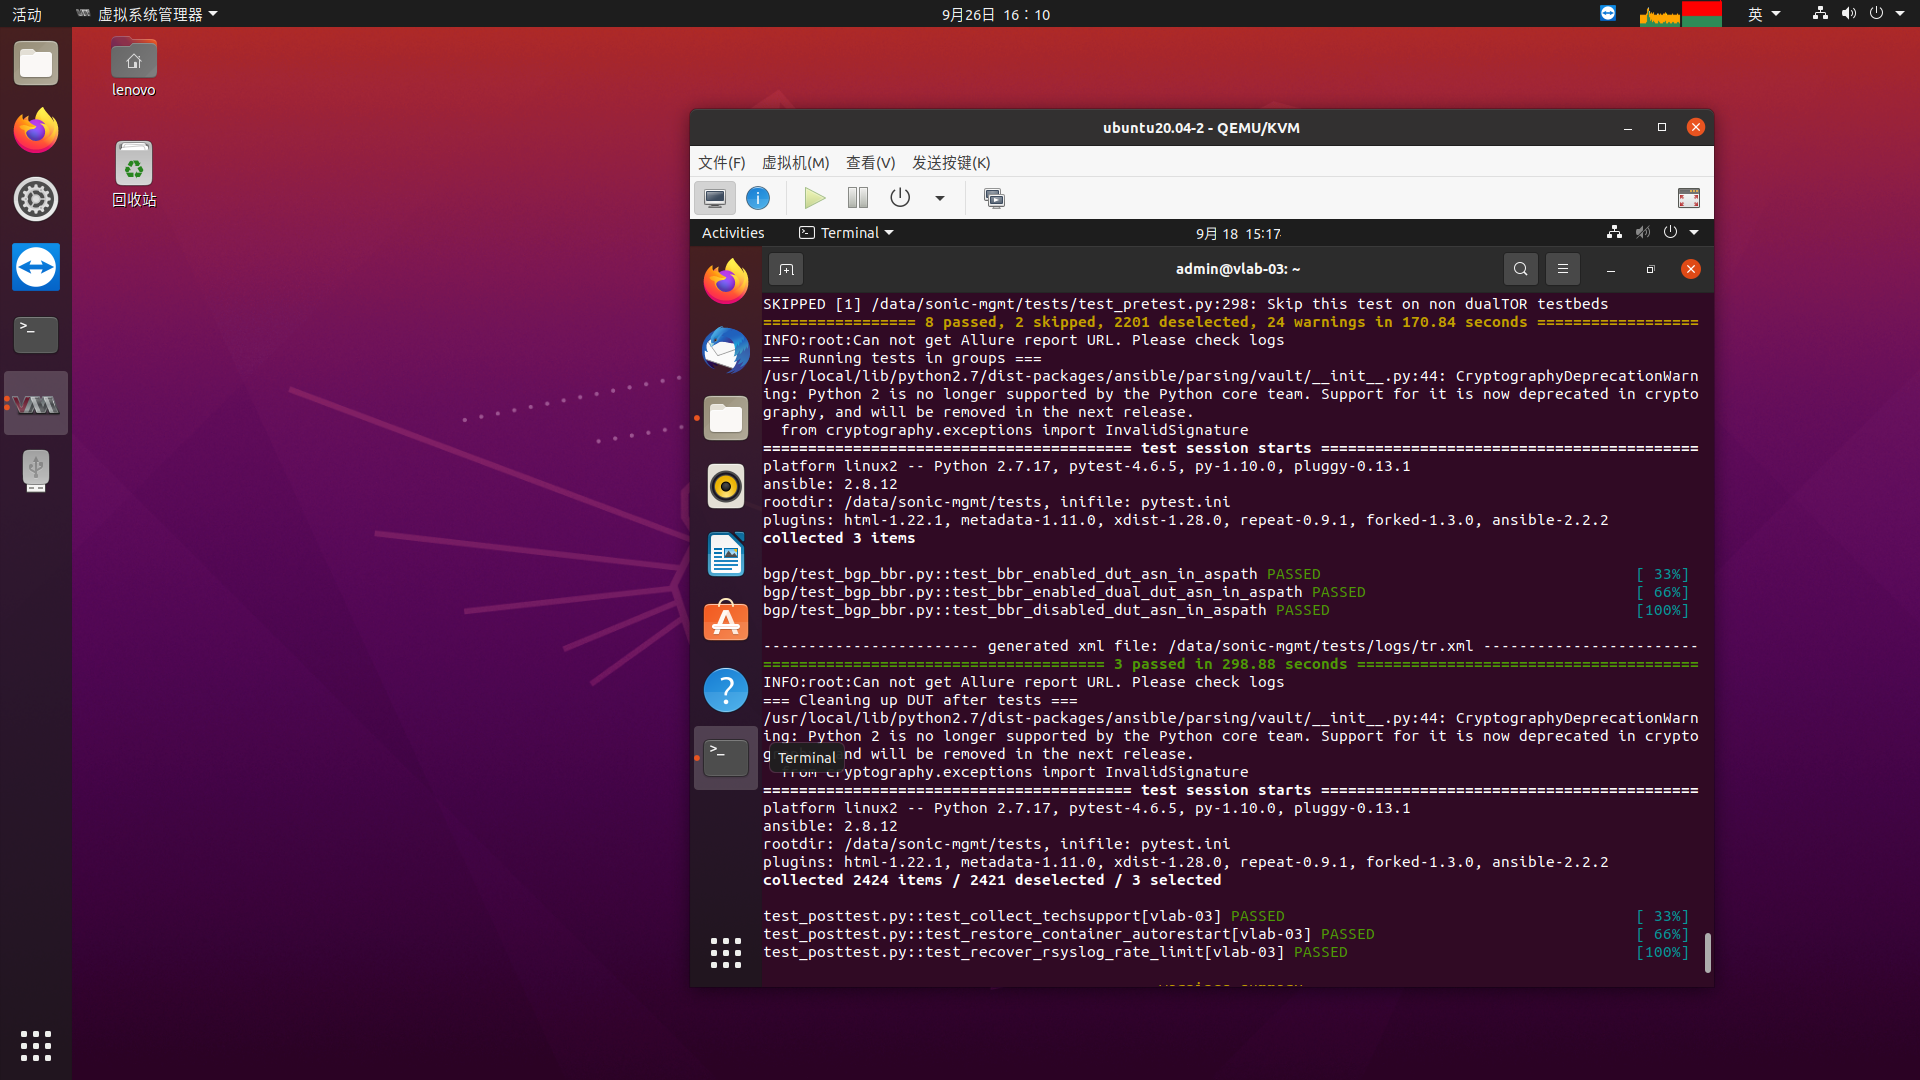 活动
虚拟系统管理器
9月26日 16：10
英
lenovo
回收站
ubuntu20.04-2 - QEMU/KVM
文件(F) 虚拟机(M) 查看(V) 发送按键(K)
Activities
Terminal
9月 18 15:17
admin@vlab-03: ~
SKIPPED [1] /data/sonic-mgmt/tests/test_pretest.py:298: Skip this test on non dualTOR testbeds
================= 8 passed, 2 skipped, 2201 deselected, 24 warnings in 170.84 seconds ==================
INFO:root:Can not get Allure report URL. Please check logs
=== Running tests in groups ===
/usr/local/lib/python2.7/dist-packages/ansible/parsing/vault/__init__.py:44: CryptographyDeprecationWarn
ing: Python 2 is no longer supported by the Python core team. Support for it is now deprecated in crypto
graphy, and will be removed in the next release.
from cryptography.exceptions import InvalidSignature
========================================= test session starts ==========================================
platform linux2 -- Python 2.7.17, pytest-4.6.5, py-1.10.0, pluggy-0.13.1
ansible: 2.8.12
rootdir: /data/sonic-mgmt/tests, inifile: pytest.ini
plugins: html-1.22.1, metadata-1.11.0, xdist-1.28.0, repeat-0.9.1, forked-1.3.0, ansible-2.2.2
collected 3 items
bgp/test_bgp_bbr.py::test_bbr_enabled_dut_asn_in_aspath PASSED [ 33%]
bgp/test_bgp_bbr.py::test_bbr_enabled_dual_dut_asn_in_aspath PASSED [ 66%]
bgp/test_bgp_bbr.py::test_bbr_disabled_dut_asn_in_aspath PASSED [100%]
------------------------ generated xml file: /data/sonic-mgmt/tests/logs/tr.xml ------------------------
====================================== 3 passed in 298.88 seconds ======================================
INFO:root:Can not get Allure report URL. Please check logs
=== Cleaning up DUT after tests ===
/usr/local/lib/python2.7/dist-packages/ansible/parsing/vault/__init__.py:44: CryptographyDeprecationWarn
ing: Python 2 is no longer supported by the Python core team. Support for it is now deprecated in crypto
nd will be removed in the next release.
Terminal
cryptography.exceptions import InvalidSignature
========================================= test session starts ==========================================
platform linux2 -- Python 2.7.17, pytest-4.6.5, py-1.10.0, pluggy-0.13.1
ansible: 2.8.12
rootdir: /data/sonic-mgmt/tests, inifile: pytest.ini
plugins: html-1.22.1, metadata-1.11.0, xdist-1.28.0, repeat-0.9.1, forked-1.3.0, ansible-2.2.2
collected 2424 items / 2421 deselected / 3 selected
test_posttest.py::test_collect_techsupport[vlab-03] PASSED [ 33%]
test_posttest.py::test_restore_container_autorestart[vlab-03] PASSED [ 66%]
test_posttest.py::test_recover_rsyslog_rate_limit[vlab-03] PASSED [100%]